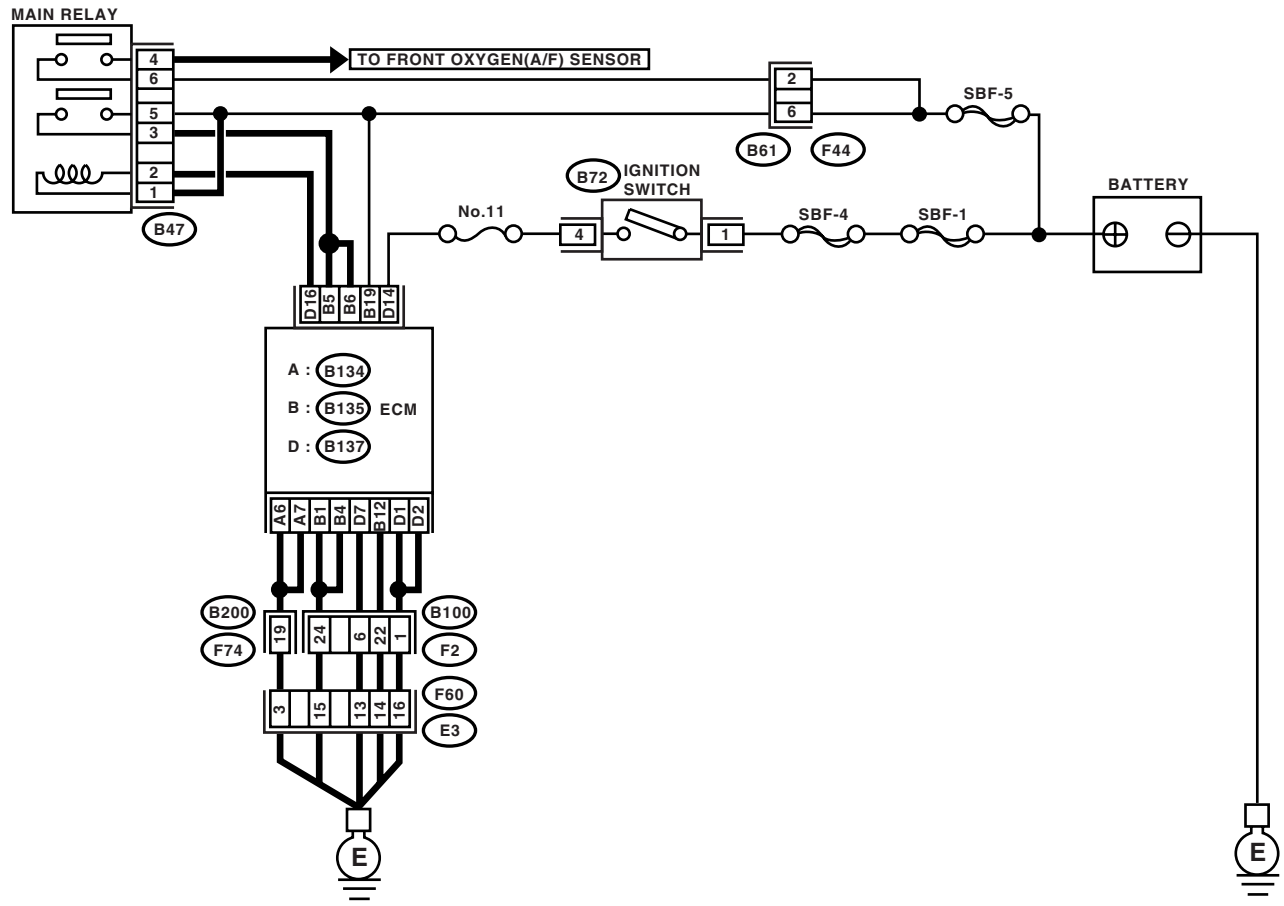 MAIN RELAY
4
TO FRONT OXYGEN(A/F) SENSOR
6
2
5
6
SBF-5
3
B61
F44
2
B72
IGNITION
SWITCH
BATTERY
1
B47
No.11
4
1
SBF-4
SBF-1
D16
B5
B6
B19
D14
A : B134
B : B135 ECM
D : B137
A6
A7
B1
B4
D7
B12
D1
D2
B200
B100
19
24
6
22
1
F74
F2
F60
3
15
13
14
16
E3
E
E